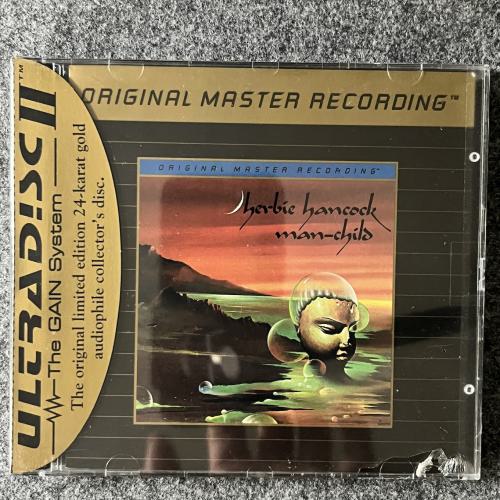 ULTRADISC II™
The GAIN System
The original limited edition 24-karat gold
audiophile collector's disc.
ORIGINAL MASTER RECORDING™
ORIGINAL MASTER RECORDING™
herbie hancock
man-child